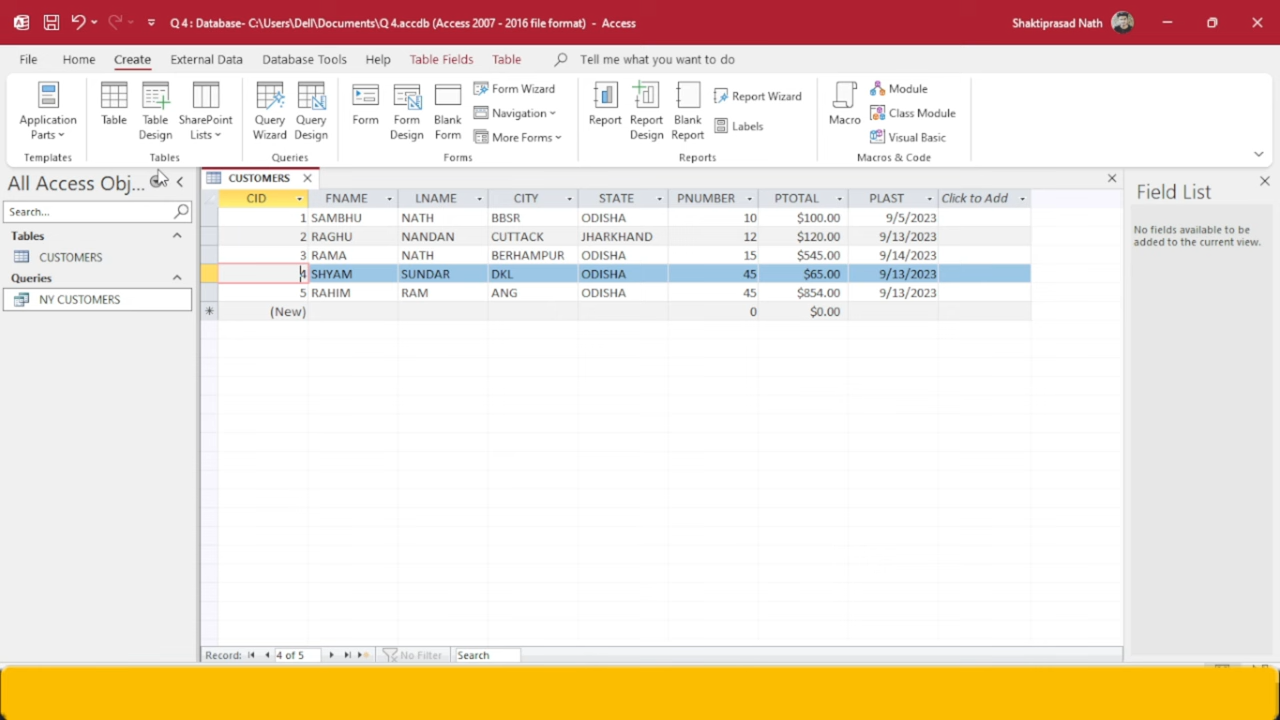 Q 4 : Database- C:\Users\Dell\Documents\Q 4.accdb (Access 2007 - 2016 file format) - Access
Shaktiprasad Nath
File Home Create External Data Database Tools Help Table Fields Table Tell me what you want to do
Application Parts
Templates
Table
Table Design
SharePoint Lists
Tables
Query Wizard
Query Design
Queries
Form
Form Design
Blank Form
Form Wizard
Navigation
More Forms
Forms
Report
Report Design
Blank Report
Report Wizard
Labels
Reports
Macro
Module
Class Module
Visual Basic
Macros & Code
All Access Obj...
Search...
Tables
CUSTOMERS
Queries
NY CUSTOMERS
CUSTOMERS
CID FNAME LNAME CITY STATE PNUMBER PTOTAL PLAST Click to Add
1 SAMBHU NATH BBSR ODISHA 10 $100.00 9/5/2023
2 RAGHU NANDAN CUTTACK JHARKHAND 12 $120.00 9/13/2023
3 RAMA NATH BERHAMPUR ODISHA 15 $545.00 9/14/2023
4 SHYAM SUNDAR DKL ODISHA 45 $65.00 9/13/2023
5 RAHIM RAM ANG ODISHA 45 $854.00 9/13/2023
(New) 0 $0.00
Record: 4 of 5 No Filter Search
Field List
No fields available to be
added to the current view.